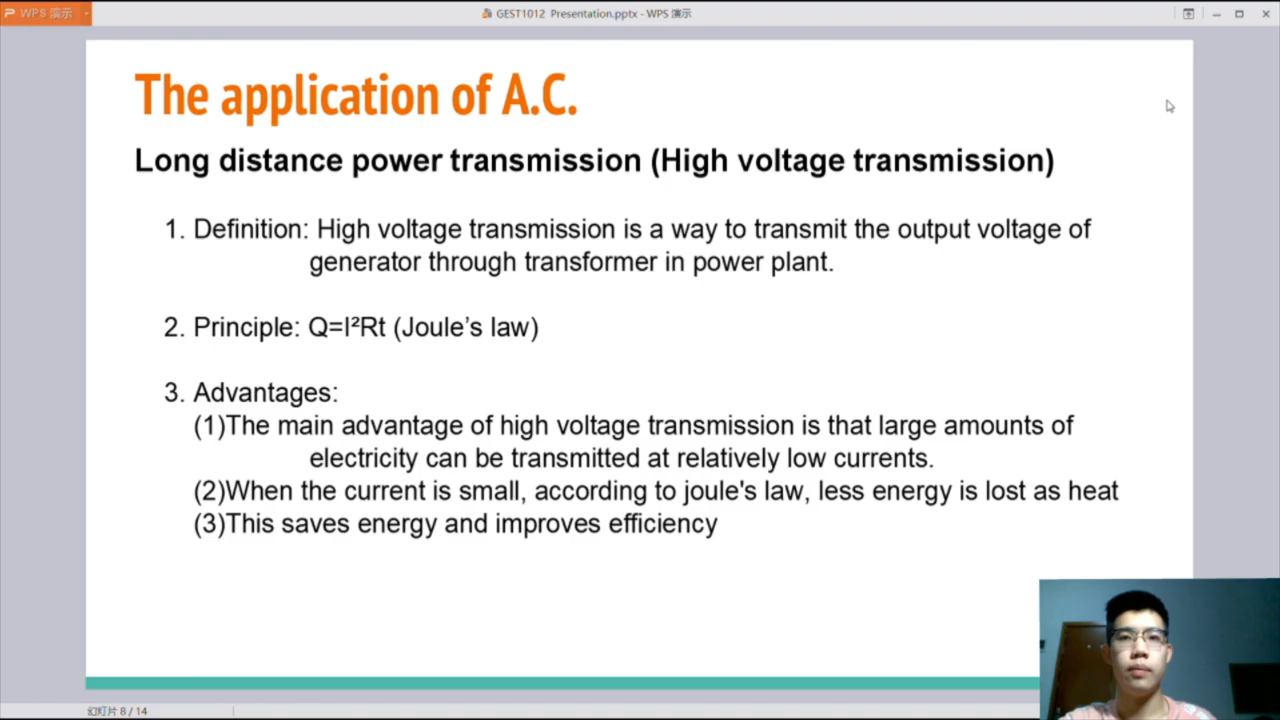 WPS 演示
GEST1012 Presentation.pptx - WPS 演示
The application of A.C.
Long distance power transmission (High voltage transmission)
1. Definition: High voltage transmission is a way to transmit the output voltage of
generator through transformer in power plant.
2. Principle: Q=I²Rt (Joule’s law)
3. Advantages:
(1)The main advantage of high voltage transmission is that large amounts of
electricity can be transmitted at relatively low currents.
(2)When the current is small, according to joule's law, less energy is lost as heat
(3)This saves energy and improves efficiency
幻灯片 8 / 14